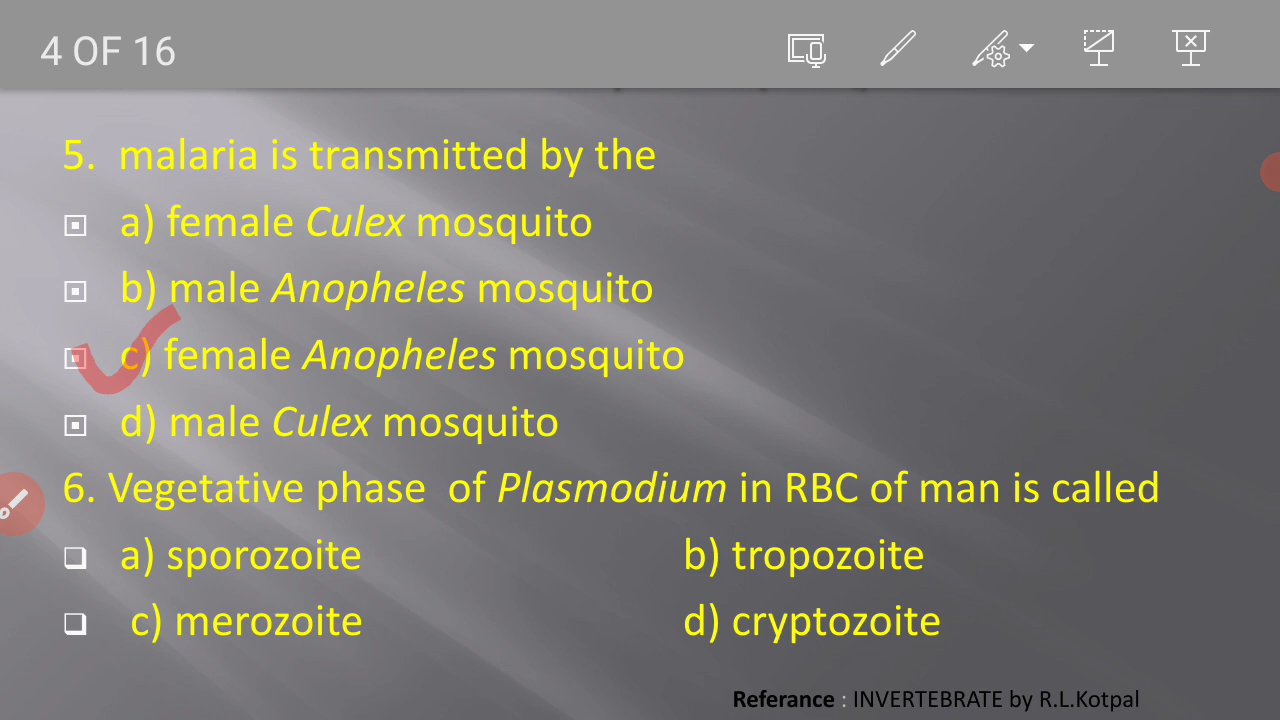 4 OF 16
5. malaria is transmitted by the
a) female Culex mosquito
b) male Anopheles mosquito
c) female Anopheles mosquito
d) male Culex mosquito
6. Vegetative phase of Plasmodium in RBC of man is called
a) sporozoite b) tropozoite
c) merozoite d) cryptozoite
Referance : INVERTEBRATE by R.L.Kotpal